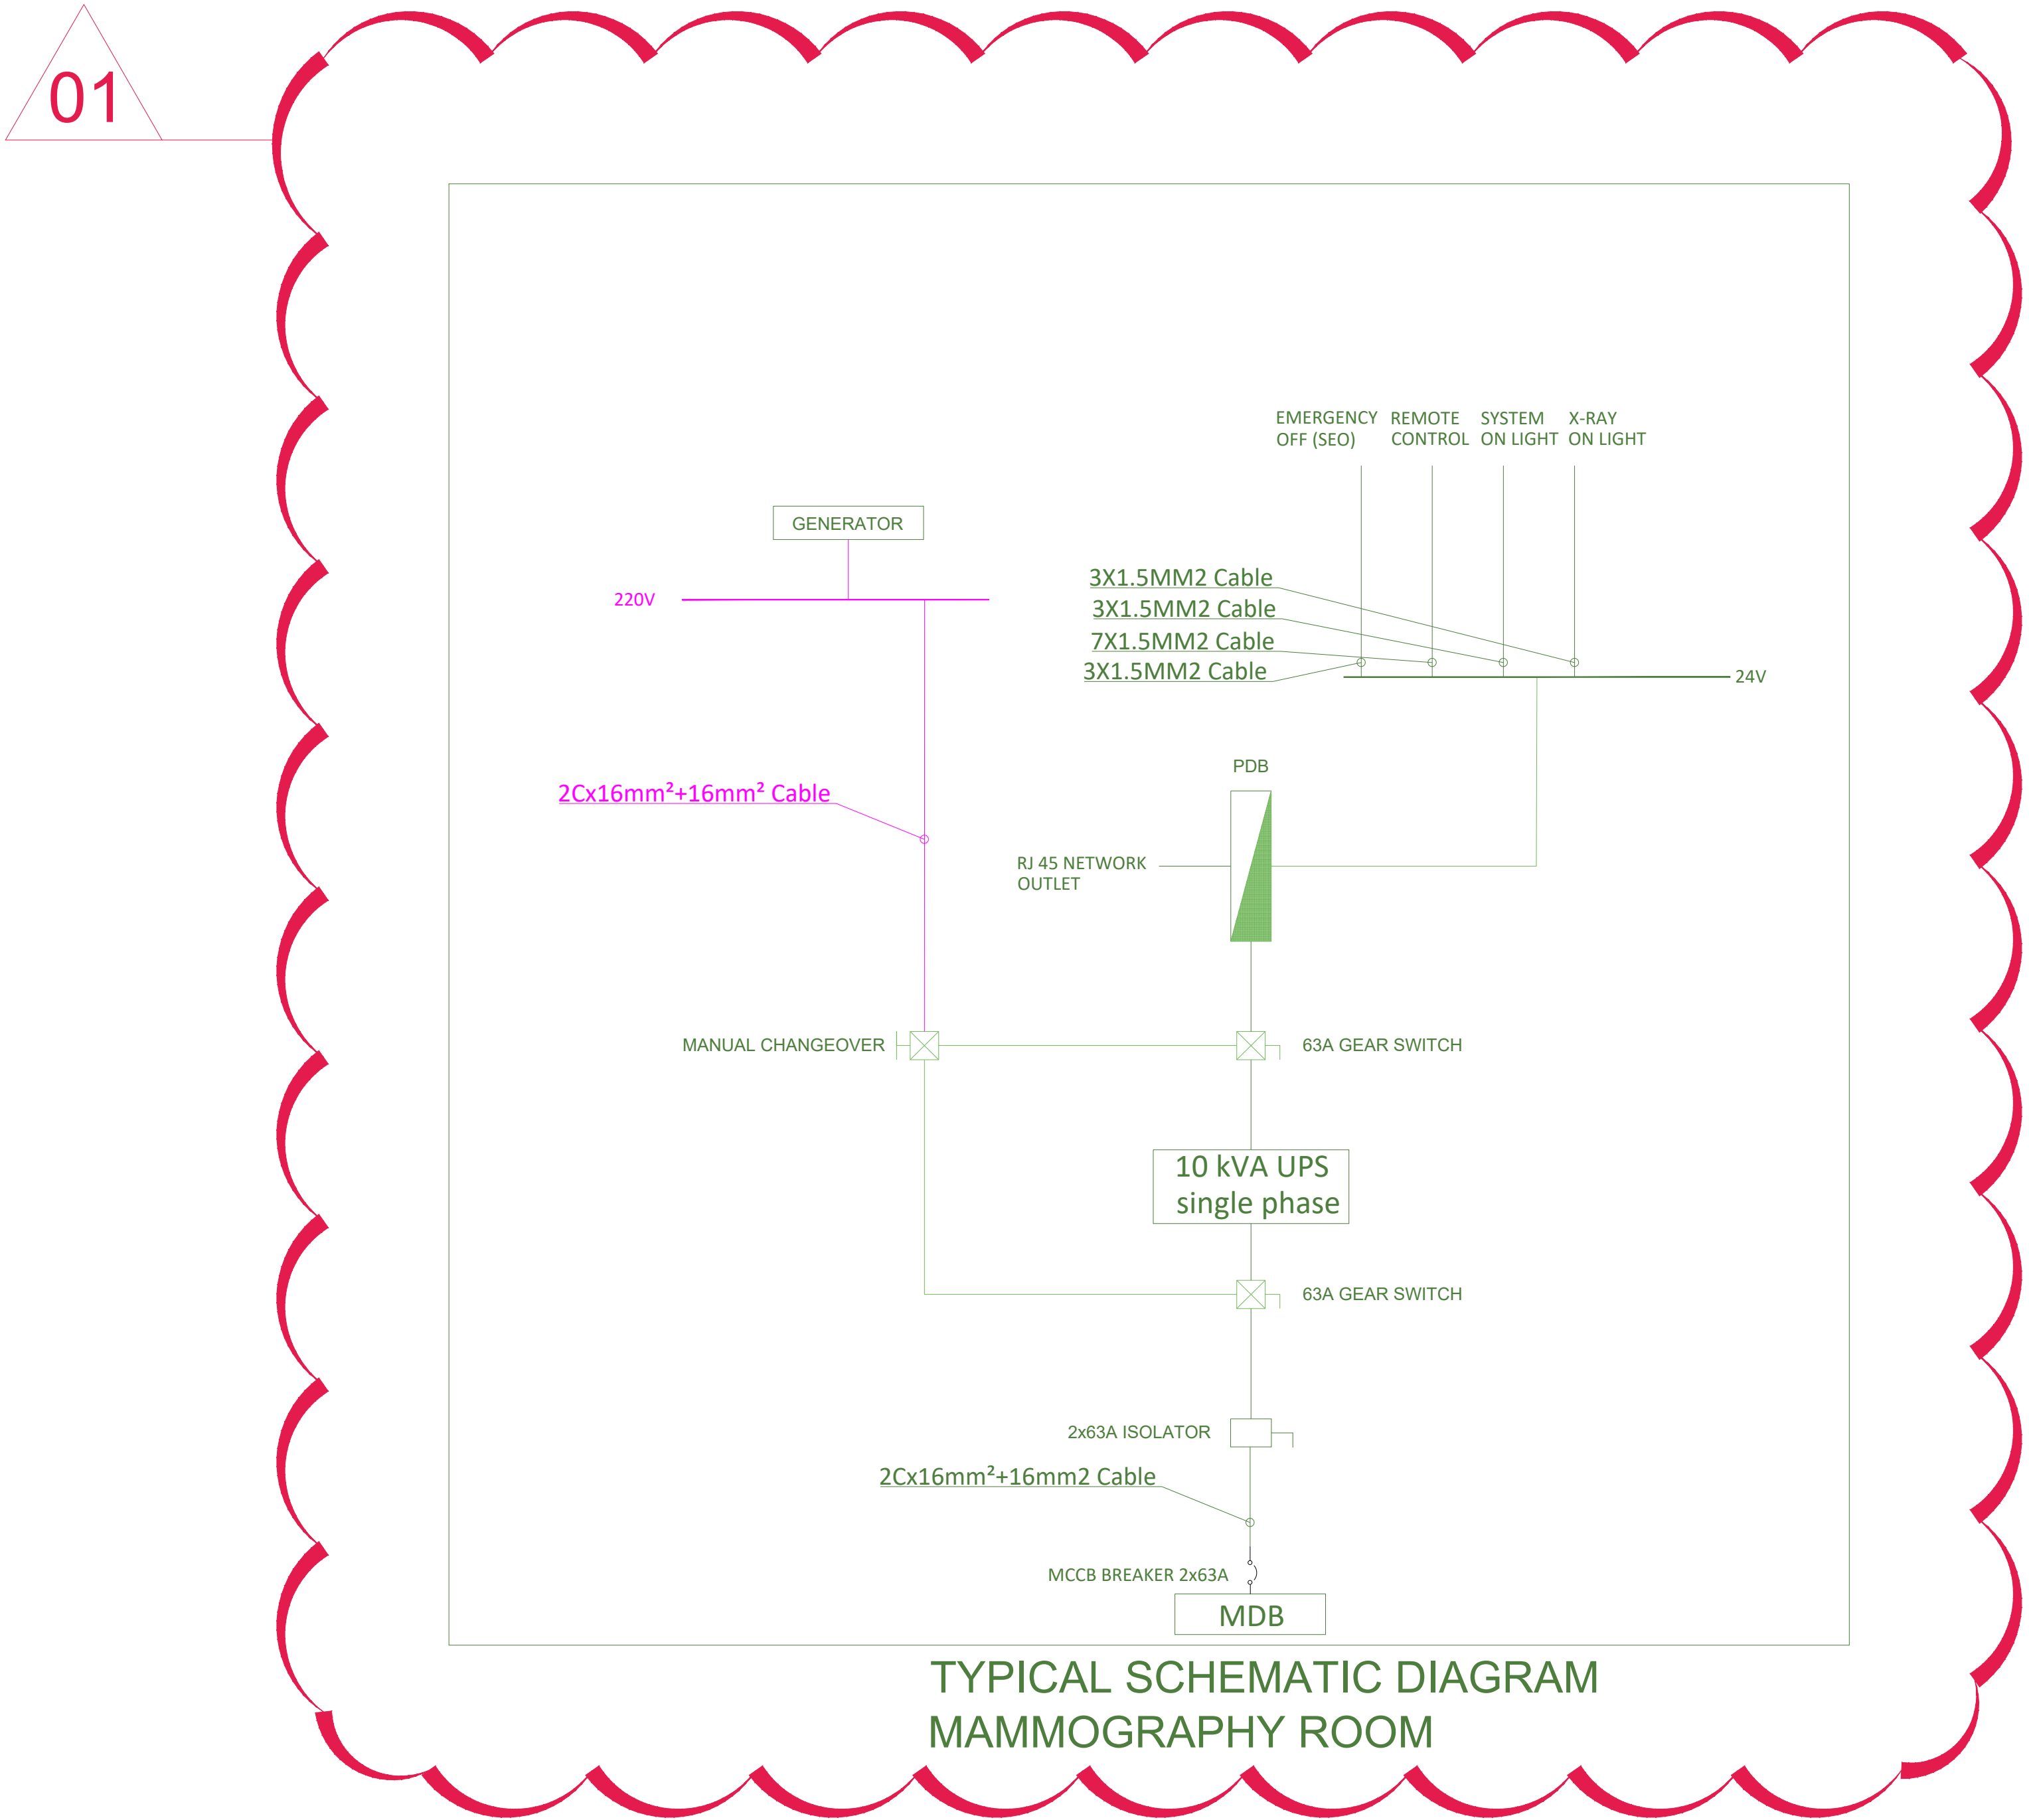 01
EMERGENCY
OFF (SEO)
REMOTE
CONTROL
SYSTEM
ON LIGHT
X-RAY
ON LIGHT
GENERATOR
220V
3X1.5MM2 Cable
3X1.5MM2 Cable
7X1.5MM2 Cable
3X1.5MM2 Cable
24V
PDB
2Cx16mm²+16mm² Cable
RJ 45 NETWORK
OUTLET
MANUAL CHANGEOVER
63A GEAR SWITCH
10 kVA UPS
single phase
63A GEAR SWITCH
2x63A ISOLATOR
2Cx16mm²+16mm2 Cable
MCCB BREAKER 2x63A
MDB
TYPICAL SCHEMATIC DIAGRAM
MAMMOGRAPHY ROOM